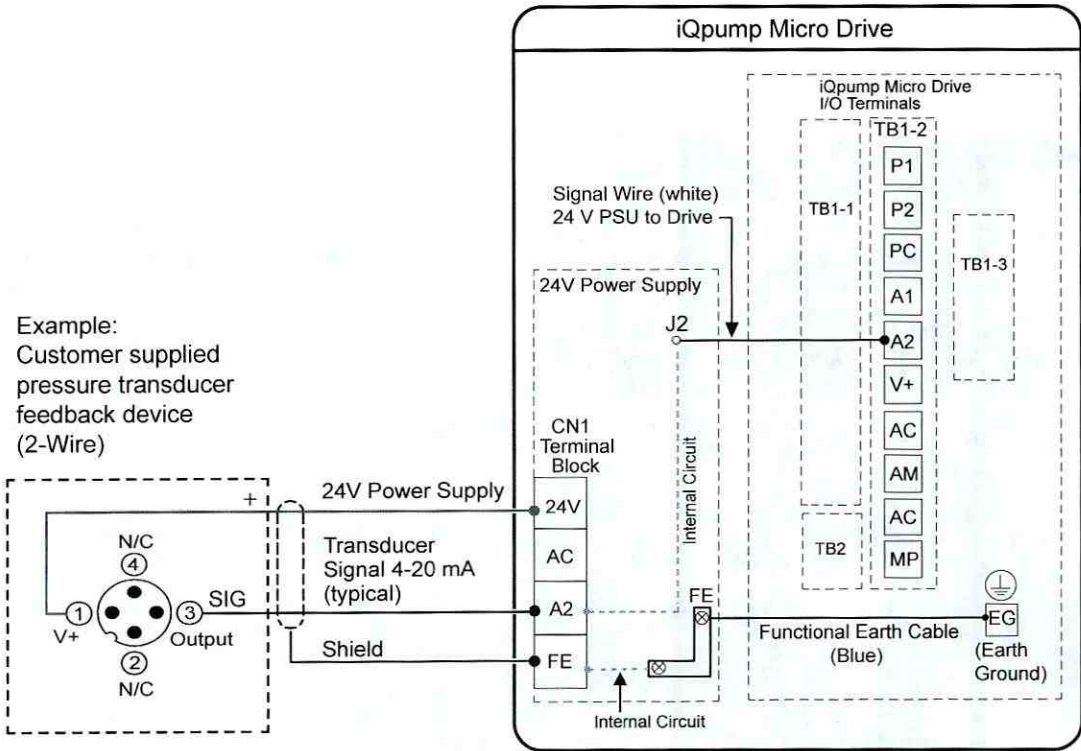 iQpump Micro Drive
iQpump Micro Drive
I/O Terminals
TB1-2
P1
P2
PC
A1
A2
V+
AC
AM
AC
MP
TB1-1
TB1-3
TB2
Signal Wire (white)
24 V PSU to Drive
24V Power Supply
J2
Example:
Customer supplied
pressure transducer
feedback device
(2-Wire)
CN1
Terminal
Block
24V
AC
A2
FE
Internal Circuit
+
24V Power Supply
N/C
4
Transducer
Signal 4-20 mA
(typical)
1
V+
3
SIG
Output
2
N/C
Shield
FE
Functional Earth Cable
(Blue)
EG
(Earth
Ground)
Internal Circuit